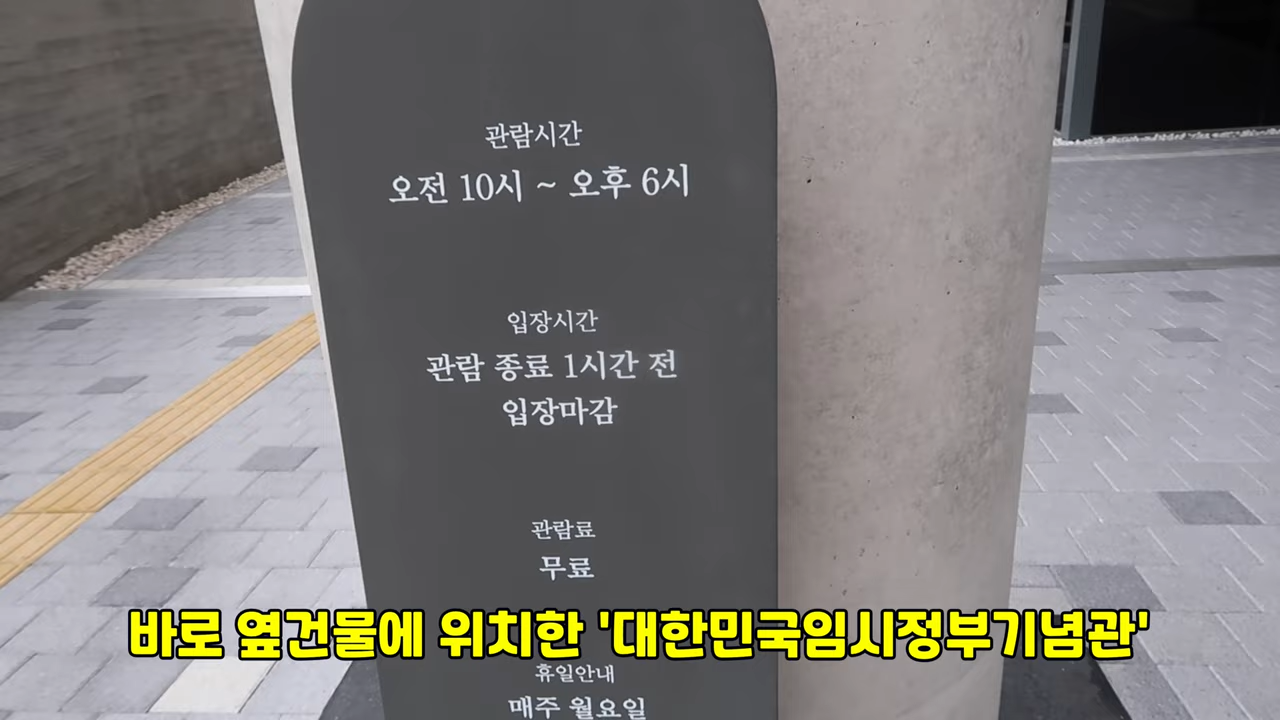 관람시간
오전 10시 ~ 오후 6시
입장시간
관람 종료 1시간 전
입장마감
관람료
무료
바로 옆건물에 위치한 '대한민국임시정부기념관'
휴일안내
매주 월요일